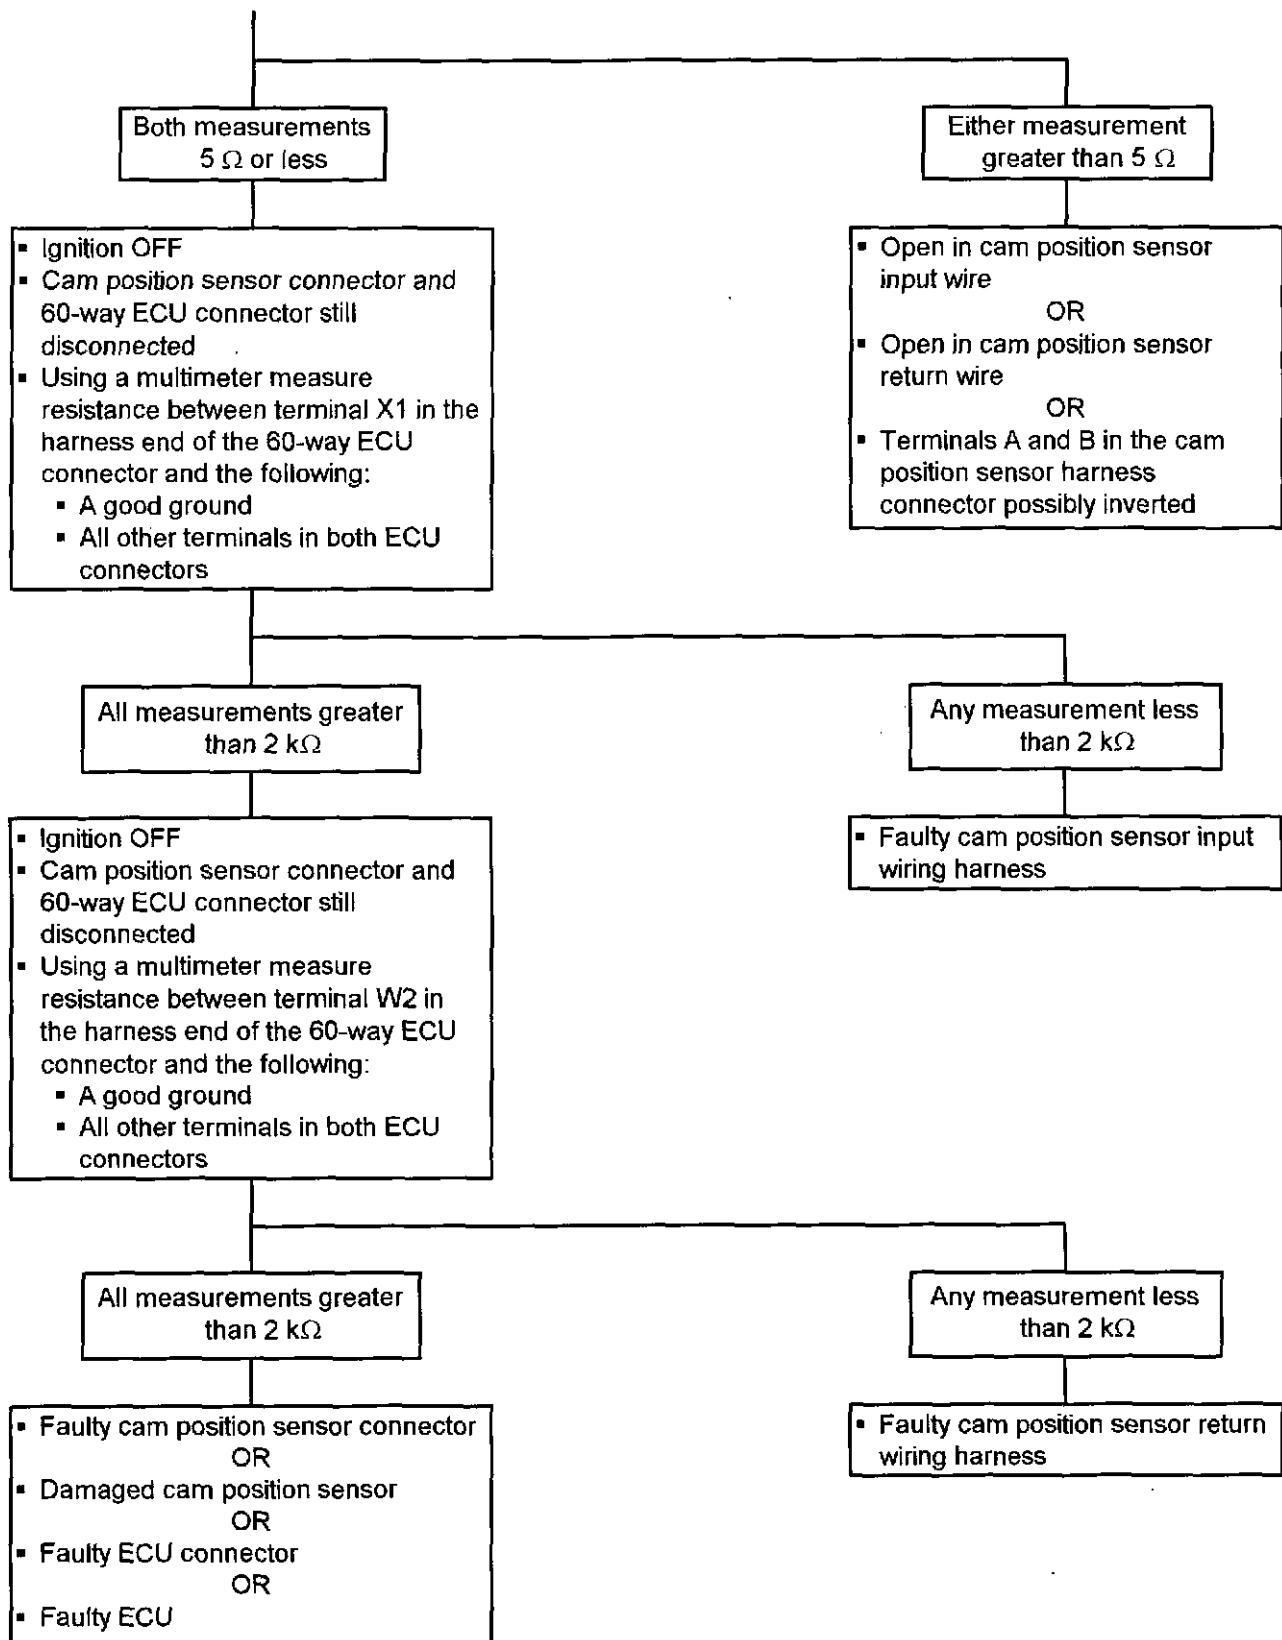 Both measurements
5 Ω or less
Either measurement
greater than 5 Ω
▪ Ignition OFF
▪ Cam position sensor connector and
60-way ECU connector still
disconnected
▪ Using a multimeter measure
resistance between terminal X1 in the
harness end of the 60-way ECU
connector and the following:
▪ A good ground
▪ All other terminals in both ECU
connectors
▪ Open in cam position sensor
input wire
OR
▪ Open in cam position sensor
return wire
OR
▪ Terminals A and B in the cam
position sensor harness
connector possibly inverted
All measurements greater
than 2 kΩ
Any measurement less
than 2 kΩ
▪ Ignition OFF
▪ Cam position sensor connector and
60-way ECU connector still
disconnected
▪ Using a multimeter measure
resistance between terminal W2 in
the harness end of the 60-way ECU
connector and the following:
▪ A good ground
▪ All other terminals in both ECU
connectors
▪ Faulty cam position sensor input
wiring harness
All measurements greater
than 2 kΩ
Any measurement less
than 2 kΩ
▪ Faulty cam position sensor connector
OR
▪ Damaged cam position sensor
OR
▪ Faulty ECU connector
OR
▪ Faulty ECU
▪ Faulty cam position sensor return
wiring harness